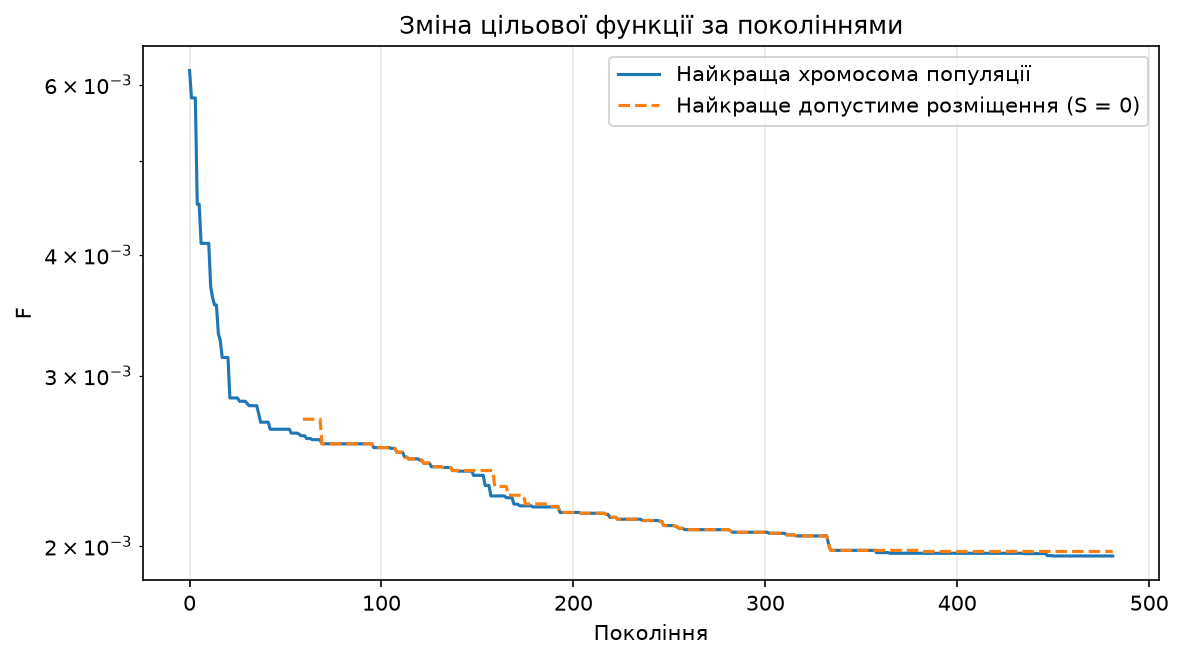 Зміна цільової функції за поколіннями
Найкраща хромосома популяції
Найкраще допустиме розміщення (S = 0)
6 × 10⁻³
4 × 10⁻³
3 × 10⁻³
2 × 10⁻³
F
0 100 200 300 400 500
Покоління